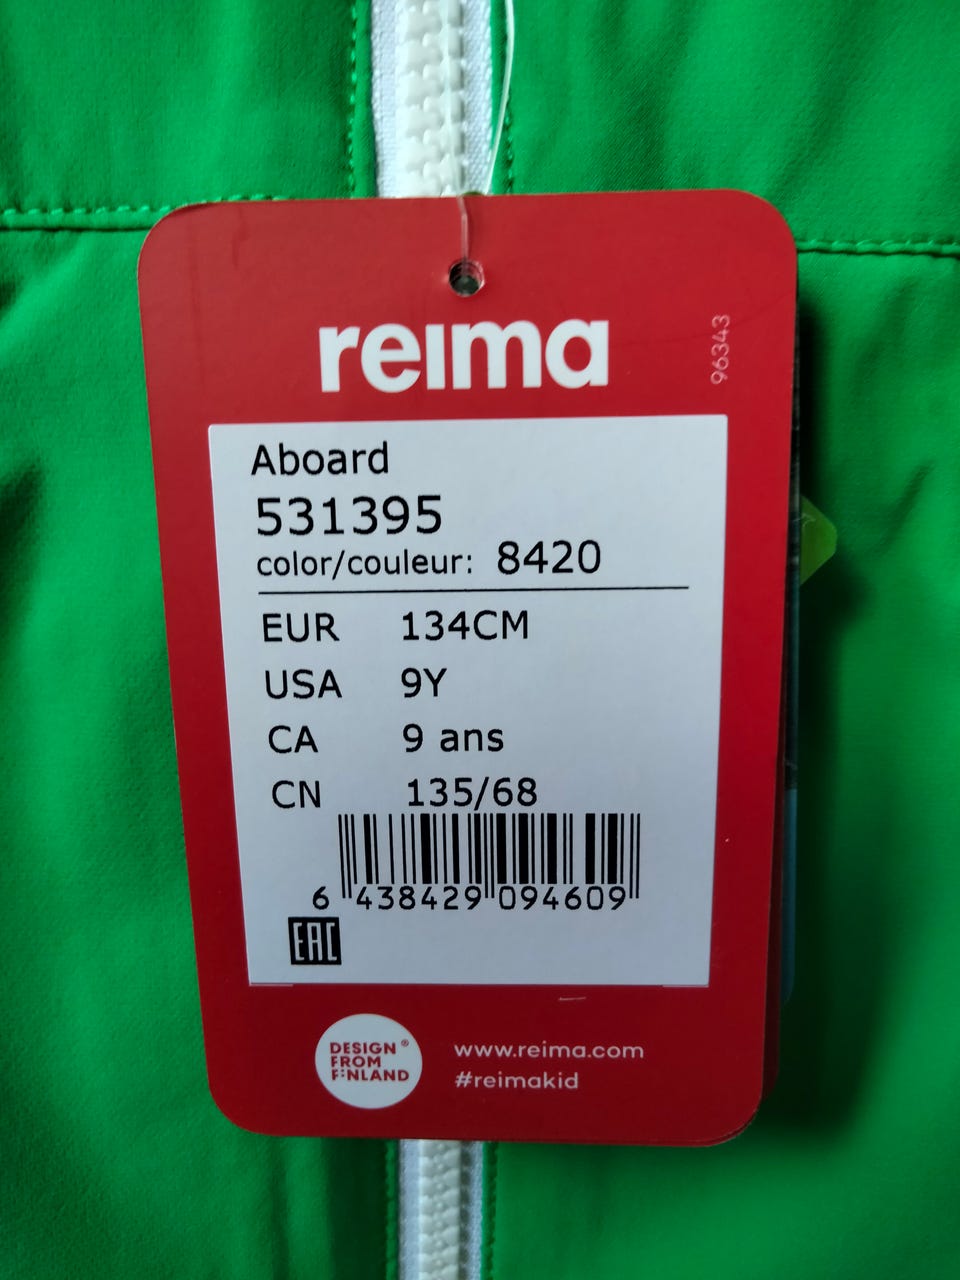 reima
96343
Aboard
531395
color/couleur: 8420
EUR 134CM
USA 9Y
CA 9 ans
CN 135/68
6 438429 094609
EAC
DESIGN ®
FROM
FINLAND
www.reima.com
#reimakid